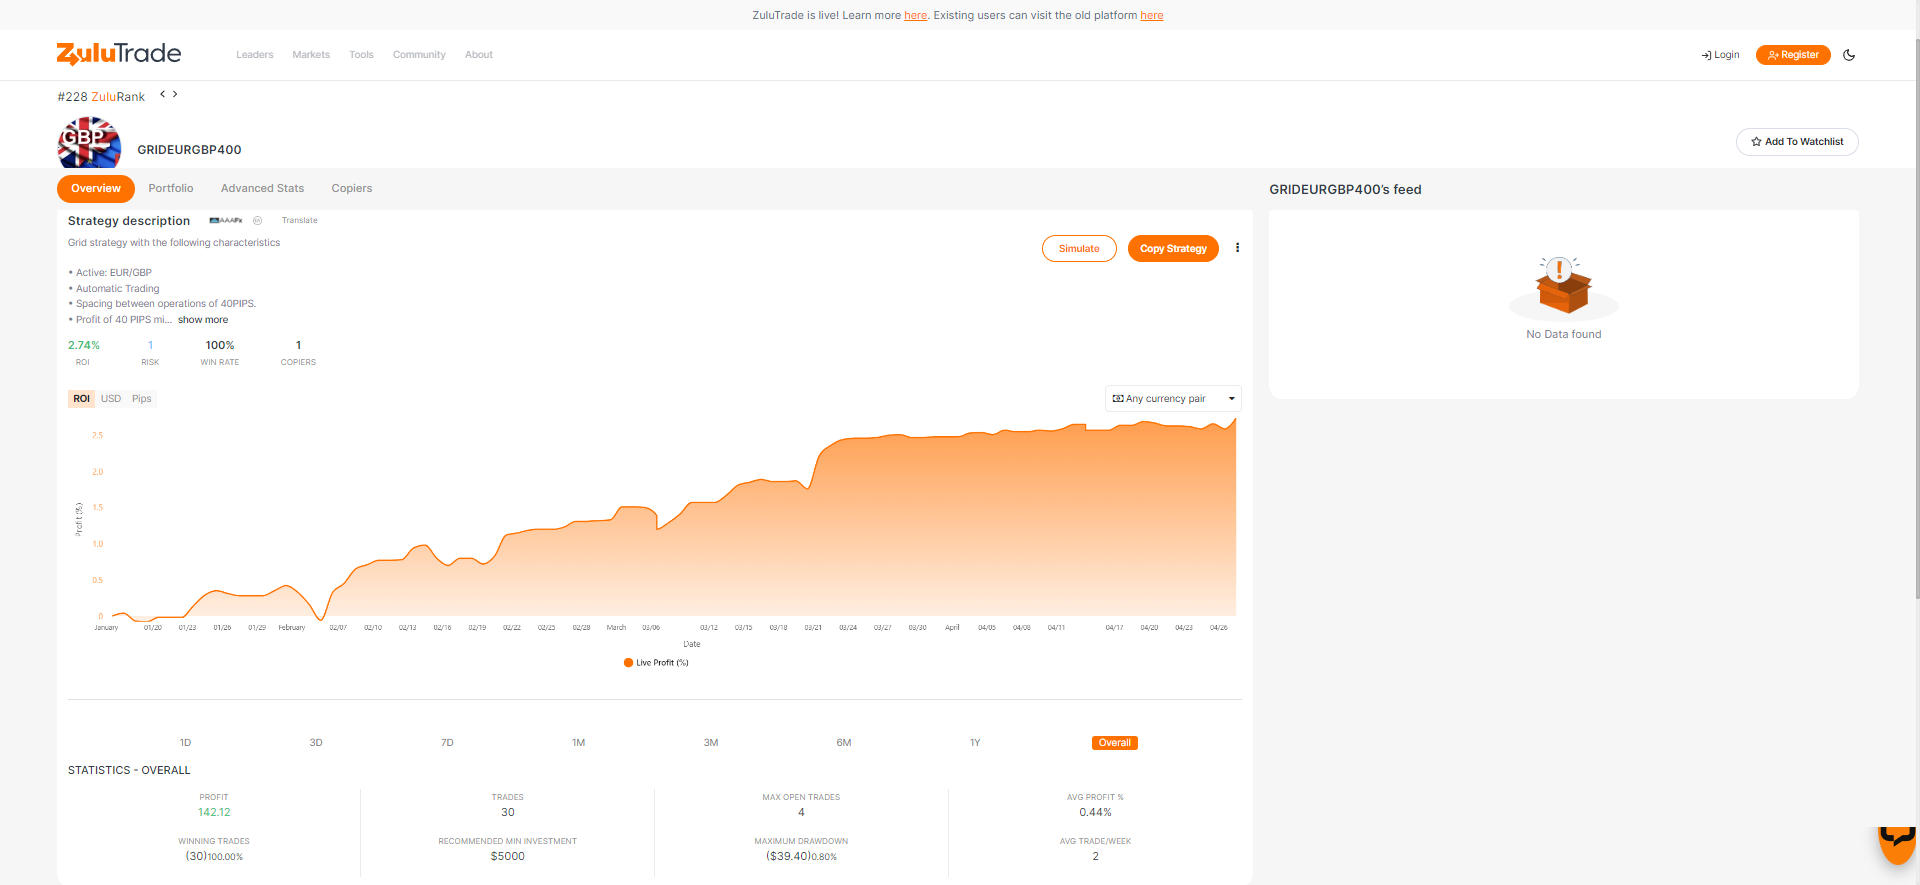 ZuluTrade is live! Learn more here. Existing users can visit the old platform here
ZuluTrade
Leaders Markets Tools Community About
Login Register
#228 ZuluRank
GBP
GRIDEURGBP400
Add To Watchlist
Overview Portfolio Advanced Stats Copiers
GRIDEURGBP400's feed
Strategy description AAAFx Translate
Grid strategy with the following characteristics
Simulate Copy Strategy
• Active: EUR/GBP
• Automatic Trading
• Spacing between operations of 40PIPS.
• Profit of 40 PIPS mi... show more
No Data found
2.74% 1 100% 1
ROI RISK WIN RATE COPIERS
ROI USD Pips
Any currency pair
2.5
2.0
1.5
1.0
0.5
0
Profit (%)
January 01/20 01/23 01/26 01/29 February 02/07 02/10 02/13 02/16 02/19 02/22 02/25 02/28 March 03/06 03/12 03/15 03/18 03/21 03/24 03/27 03/30 April 04/05 04/08 04/11 04/17 04/20 04/23 04/26
Date
Live Profit (%)
1D 3D 7D 1M 3M 6M 1Y Overall
STATISTICS - OVERALL
PROFIT TRADES MAX OPEN TRADES AVG PROFIT %
142.12 30 4 0.44%
WINNING TRADES RECOMMENDED MIN INVESTMENT MAXIMUM DRAWDOWN AVG TRADE/WEEK
(30)100.00% $5000 ($39.40)0.80% 2